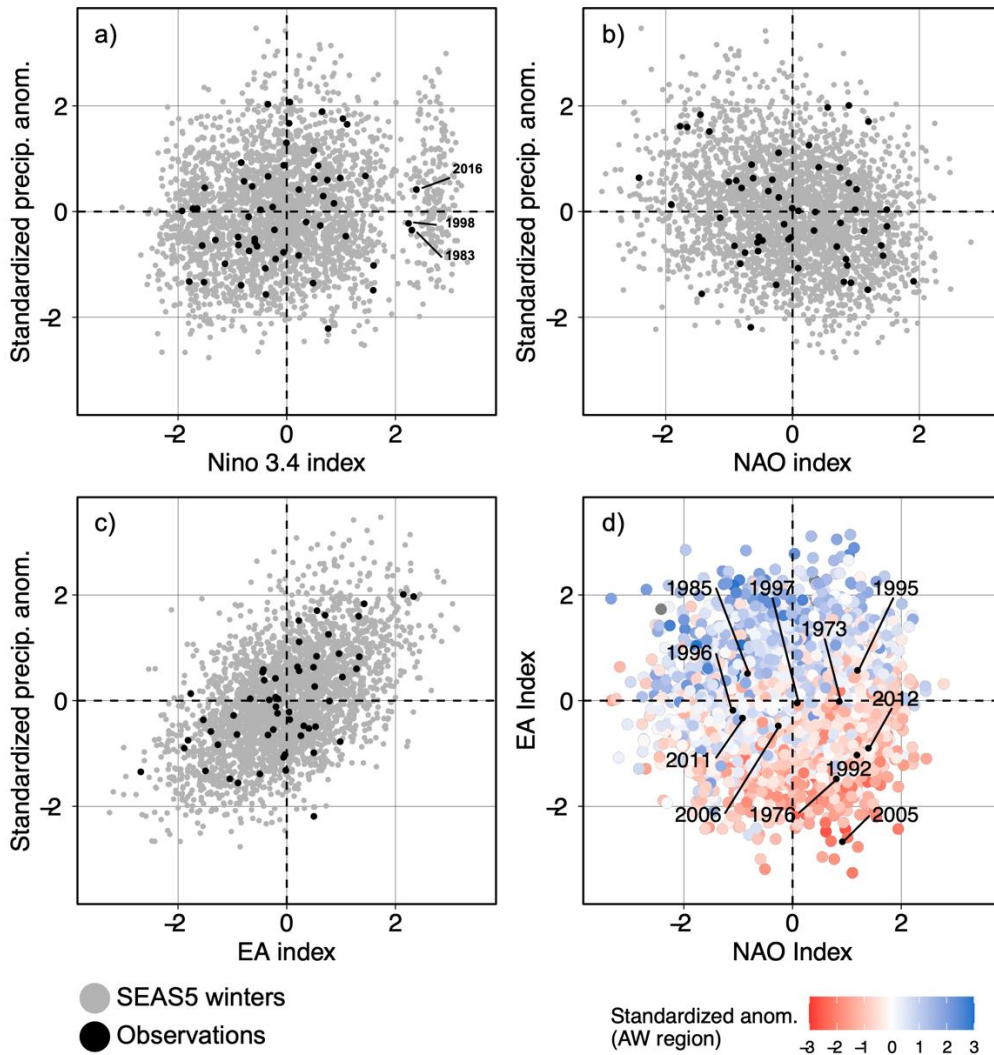 a)
Standardized precip. anom.
2
0
−2
−2
0
2
Nino 3.4 index
2016
1998
1983
b)
Standardized precip. anom.
2
0
−2
−2
0
2
NAO index
c)
Standardized precip. anom.
2
0
−2
−2
0
2
EA index
d)
EA Index
2
0
−2
−2
0
2
NAO Index
1985
1997
1995
1996
1973
2012
2011
1992
2006
1976
2005
SEAS5 winters
Observations
Standardized anom.
(AW region)
-3 -2 -1 0 1 2 3